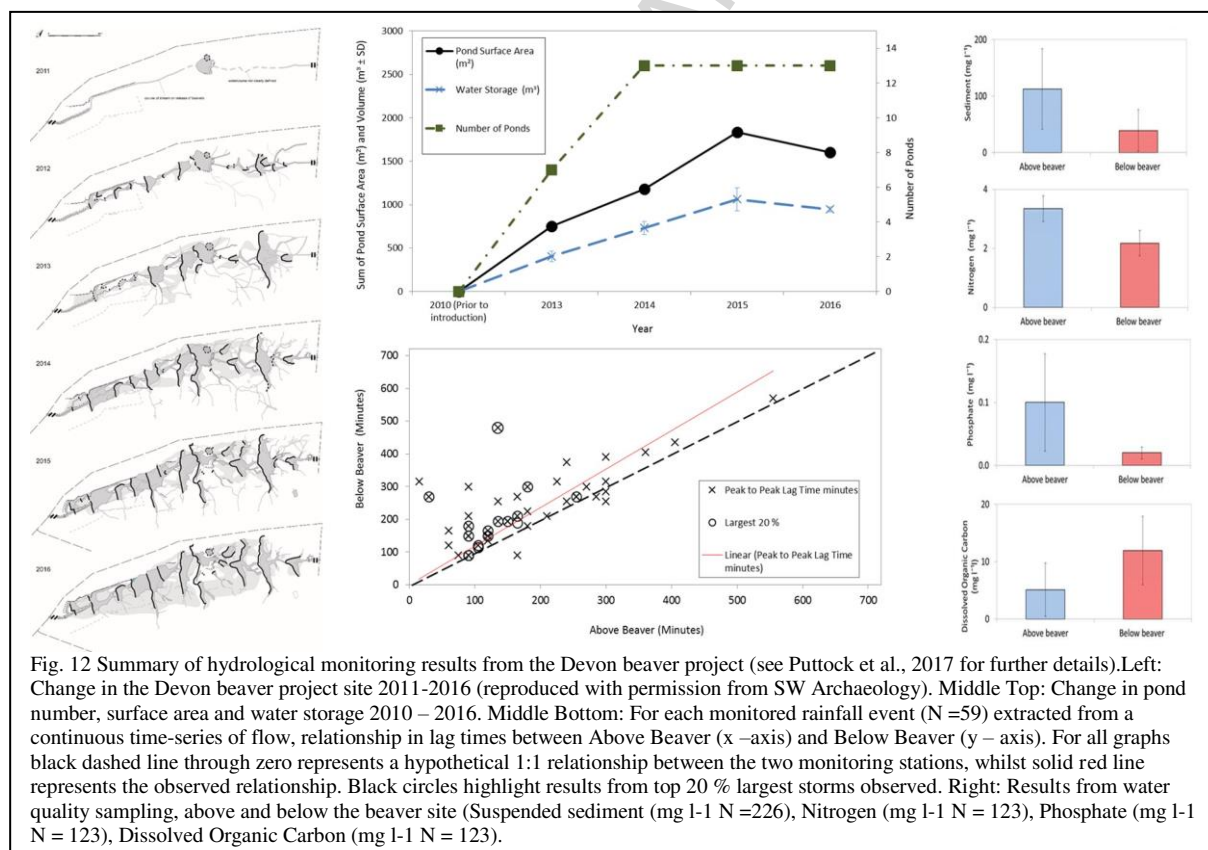 2011
2012
2013
2014
2015
2016
3000
2500
2000
1500
1000
500
0
Sum of Pond Surface Area (m²) and Volume (m³ ± SD)
Pond Surface Area
(m²)
Water Storage (m³)
Number of Ponds
14
12
10
8
6
4
2
0
Number of Ponds
2010 (Prior to
introduction)
2013
2014
2015
2016
Year
700
600
500
400
300
200
100
0
Below Beaver (Minutes)
Peak to Peak Lag Time minutes
Largest 20 %
Linear (Peak to Peak Lag Time
minutes)
0
100
200
300
400
500
600
700
Above Beaver (Minutes)
Sediment (mg l⁻¹)
200
100
0
Above beaver
Below beaver
Nitrogen (mg l⁻¹)
4
2
0
Above beaver
Below beaver
Phosphate (mg l⁻¹)
0.2
0.1
0.0
Above beaver
Below beaver
Dissolved Organic Carbon
(mg l⁻¹)
20
10
0
Above beaver
Below beaver
Fig. 12 Summary of hydrological monitoring results from the Devon beaver project (see Puttock et al., 2017 for further details).Left:
Change in the Devon beaver project site 2011-2016 (reproduced with permission from SW Archaeology). Middle Top: Change in pond
number, surface area and water storage 2010 – 2016. Middle Bottom: For each monitored rainfall event (N =59) extracted from a
continuous time-series of flow, relationship in lag times between Above Beaver (x –axis) and Below Beaver (y – axis). For all graphs
black dashed line through zero represents a hypothetical 1:1 relationship between the two monitoring stations, whilst solid red line
represents the observed relationship. Black circles highlight results from top 20 % largest storms observed. Right: Results from water
quality sampling, above and below the beaver site (Suspended sediment (mg l-1 N =226), Nitrogen (mg l-1 N = 123), Phosphate (mg l-1
N = 123), Dissolved Organic Carbon (mg l-1 N = 123).